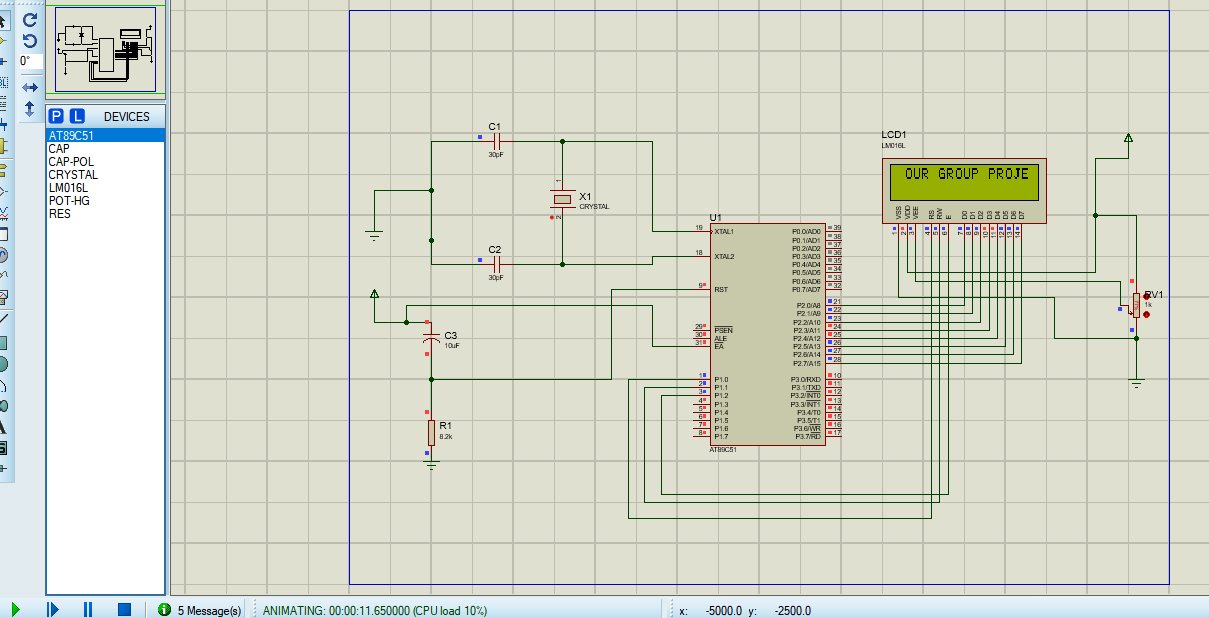 0°
P L DEVICES
AT89C51
CAP
CAP-POL
CRYSTAL
LM016L
POT-HG
RES
C1
30pF
X1
CRYSTAL
1
2
C2
30pF
C3
10uF
R1
8.2k
U1
19 XTAL1
18 XTAL2
9 RST
29 PSEN
30 ALE
31 EA
1 P1.0
2 P1.1
3 P1.2
4 P1.3
5 P1.4
6 P1.5
7 P1.6
8 P1.7
P0.0/AD0 39
P0.1/AD1 38
P0.2/AD2 37
P0.3/AD3 36
P0.4/AD4 35
P0.5/AD5 34
P0.6/AD6 33
P0.7/AD7 32
P2.0/A8 21
P2.1/A9 22
P2.2/A10 23
P2.3/A11 24
P2.4/A12 25
P2.5/A13 26
P2.6/A14 27
P2.7/A15 28
P3.0/RXD 10
P3.1/TXD 11
P3.2/INT0 12
P3.3/INT1 13
P3.4/T0 14
P3.5/T1 15
P3.6/WR 16
P3.7/RD 17
AT89C51
LCD1
LM016L
OUR GROUP PROJE
VSS VDD VEE RS RW E D0 D1 D2 D3 D4 D5 D6 D7
1 2 3 4 5 6 7 8 9 10 11 12 13 14
RV1
1k
5 Message(s) ANIMATING: 00:00:11.650000 (CPU load 10%) x: -5000.0 y: -2500.0